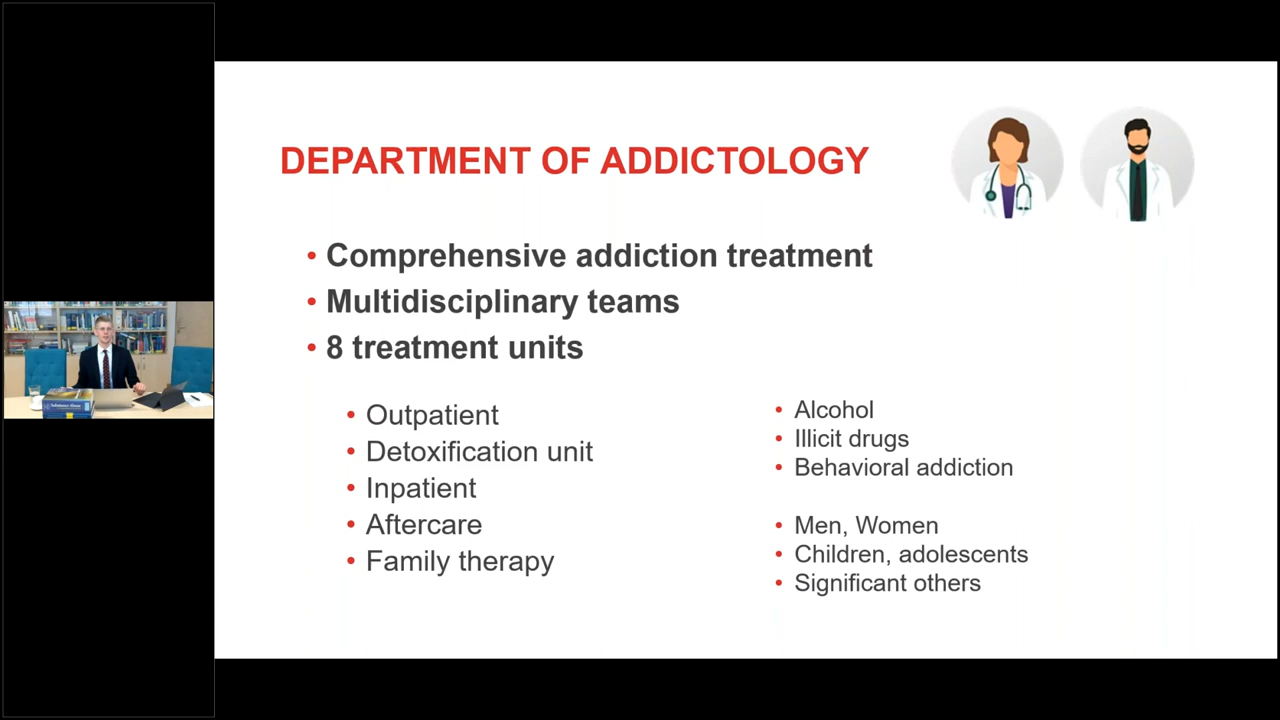 DEPARTMENT OF ADDICTOLOGY
• Comprehensive addiction treatment
• Multidisciplinary teams
• 8 treatment units
• Outpatient
• Detoxification unit
• Inpatient
• Aftercare
• Family therapy
• Alcohol
• Illicit drugs
• Behavioral addiction
• Men, Women
• Children, adolescents
• Significant others